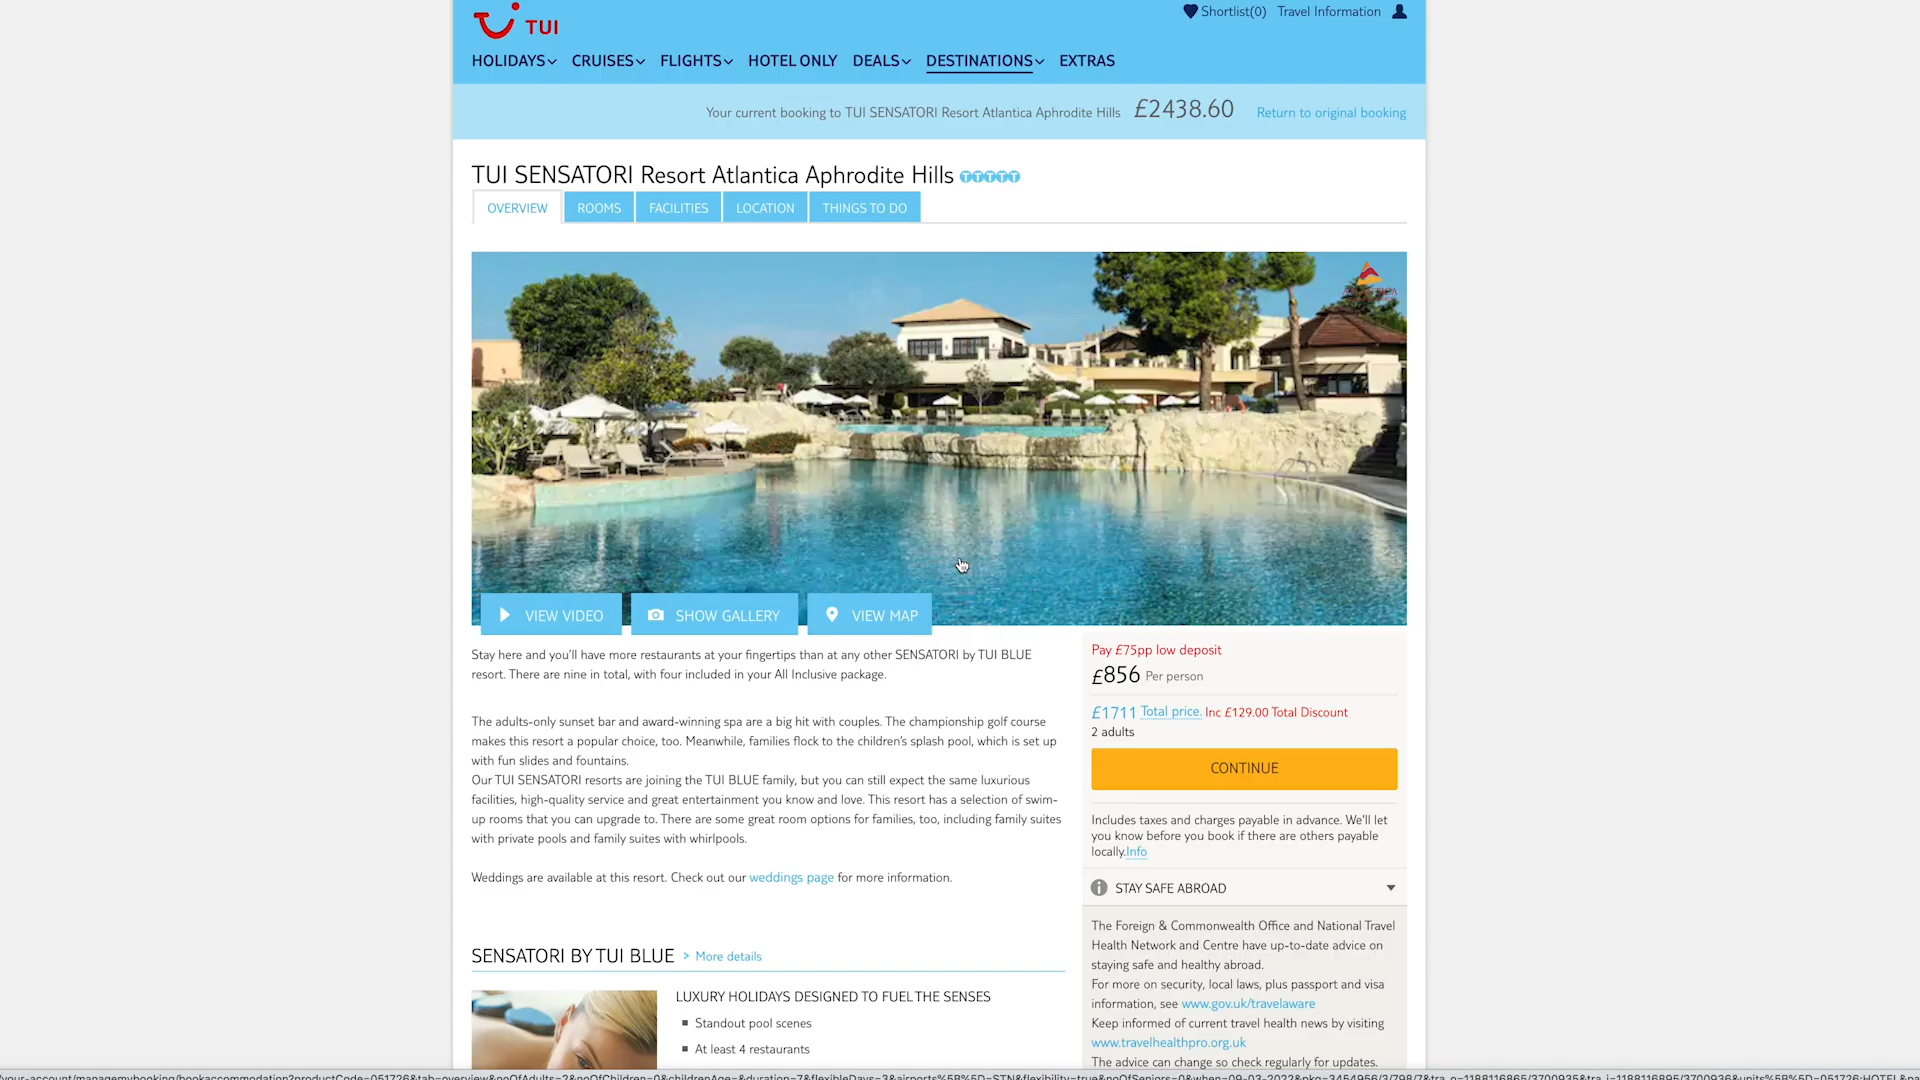 TUI
Shortlist(0) Travel Information
HOLIDAYS CRUISES FLIGHTS HOTEL ONLY DEALS DESTINATIONS EXTRAS
Your current booking to TUI SENSATORI Resort Atlantica Aphrodite Hills £2438.60 Return to original booking
TUI SENSATORI Resort Atlantica Aphrodite Hills TTTTT
OVERVIEW ROOMS FACILITIES LOCATION THINGS TO DO
VIEW VIDEO SHOW GALLERY VIEW MAP
Stay here and you'll have more restaurants at your fingertips than at any other SENSATORI by TUI BLUE
resort. There are nine in total, with four included in your All Inclusive package.
The adults-only sunset bar and award-winning spa are a big hit with couples. The championship golf course
makes this resort a popular choice, too. Meanwhile, families flock to the children's splash pool, which is set up
with fun slides and fountains.
Our TUI SENSATORI resorts are joining the TUI BLUE family, but you can still expect the same luxurious
facilities, high-quality service and great entertainment you know and love. This resort has a selection of swim-
up rooms that you can upgrade to. There are some great room options for families, too, including family suites
with private pools and family suites with whirlpools.
Weddings are available at this resort. Check out our weddings page for more information.
SENSATORI BY TUI BLUE > More details
LUXURY HOLIDAYS DESIGNED TO FUEL THE SENSES
Standout pool scenes
At least 4 restaurants
Pay £75pp low deposit
£856 Per person
£1711 Total price. Inc £129.00 Total Discount
2 adults
CONTINUE
Includes taxes and charges payable in advance. We'll let
you know before you book if there are others payable
locally.Info
STAY SAFE ABROAD
The Foreign & Commonwealth Office and National Travel
Health Network and Centre have up-to-date advice on
staying safe and healthy abroad.
For more on security, local laws, plus passport and visa
information, see www.gov.uk/travelaware
Keep informed of current travel health news by visiting
www.travelhealthpro.org.uk
The advice can change so check regularly for updates.